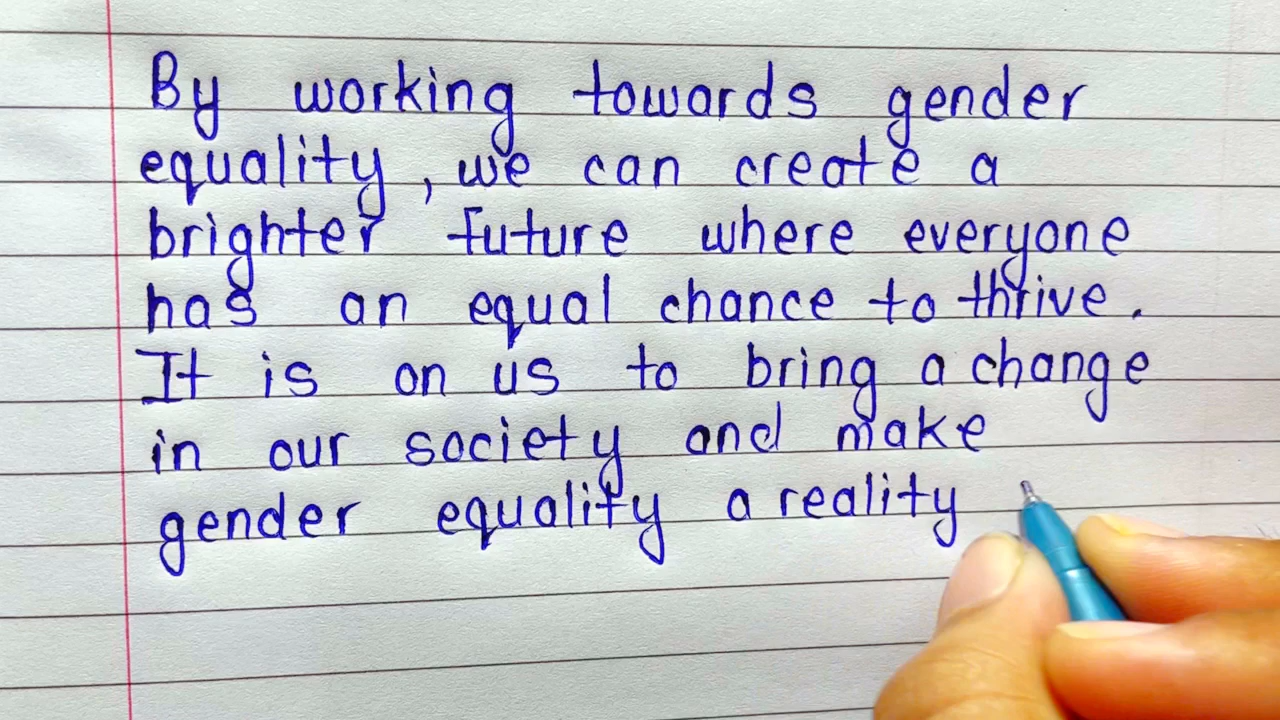 By working towards gender
equality, we can create a
brighter future where everyone
has an equal chance to thrive.
It is on us to bring a change
in our society and make
gender equality a reality